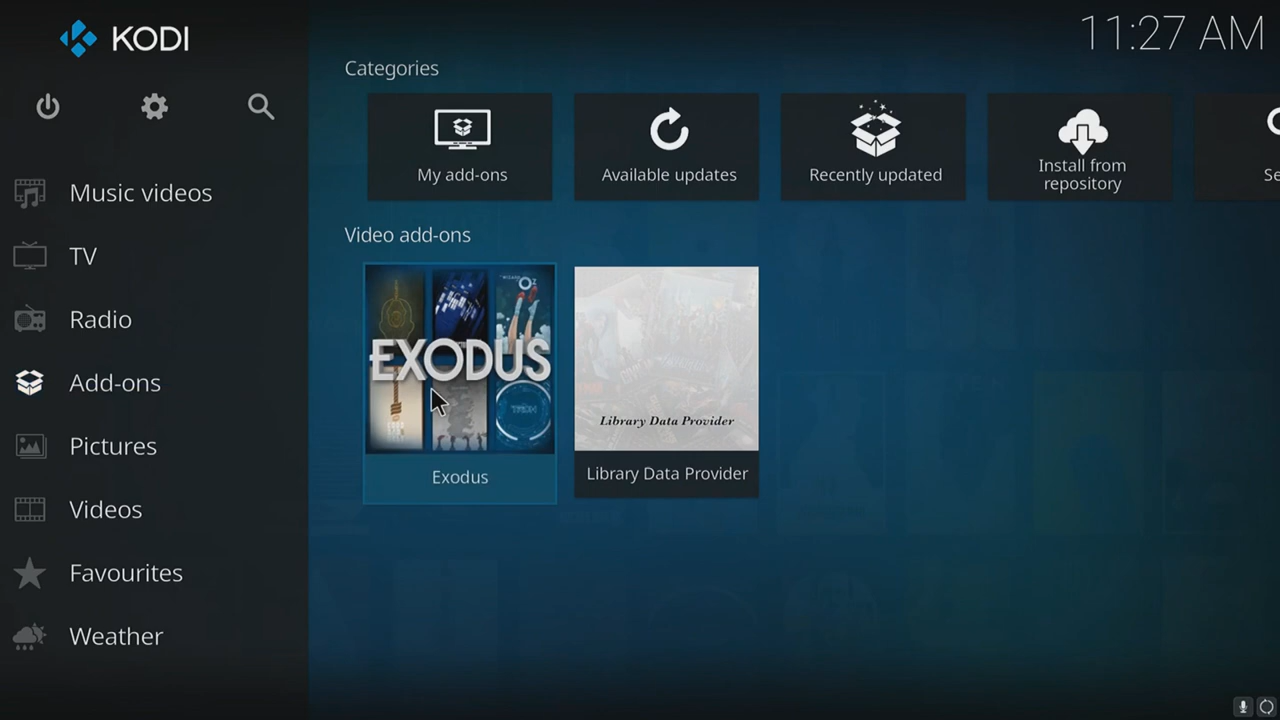 KODI
11:27 AM
Categories
My add-ons
Available updates
Recently updated
Install from
repository
Se
Music videos
TV
Radio
Add-ons
Pictures
Videos
Favourites
Weather
Video add-ons
EXODUS
Exodus
Library Data Provider
Library Data Provider